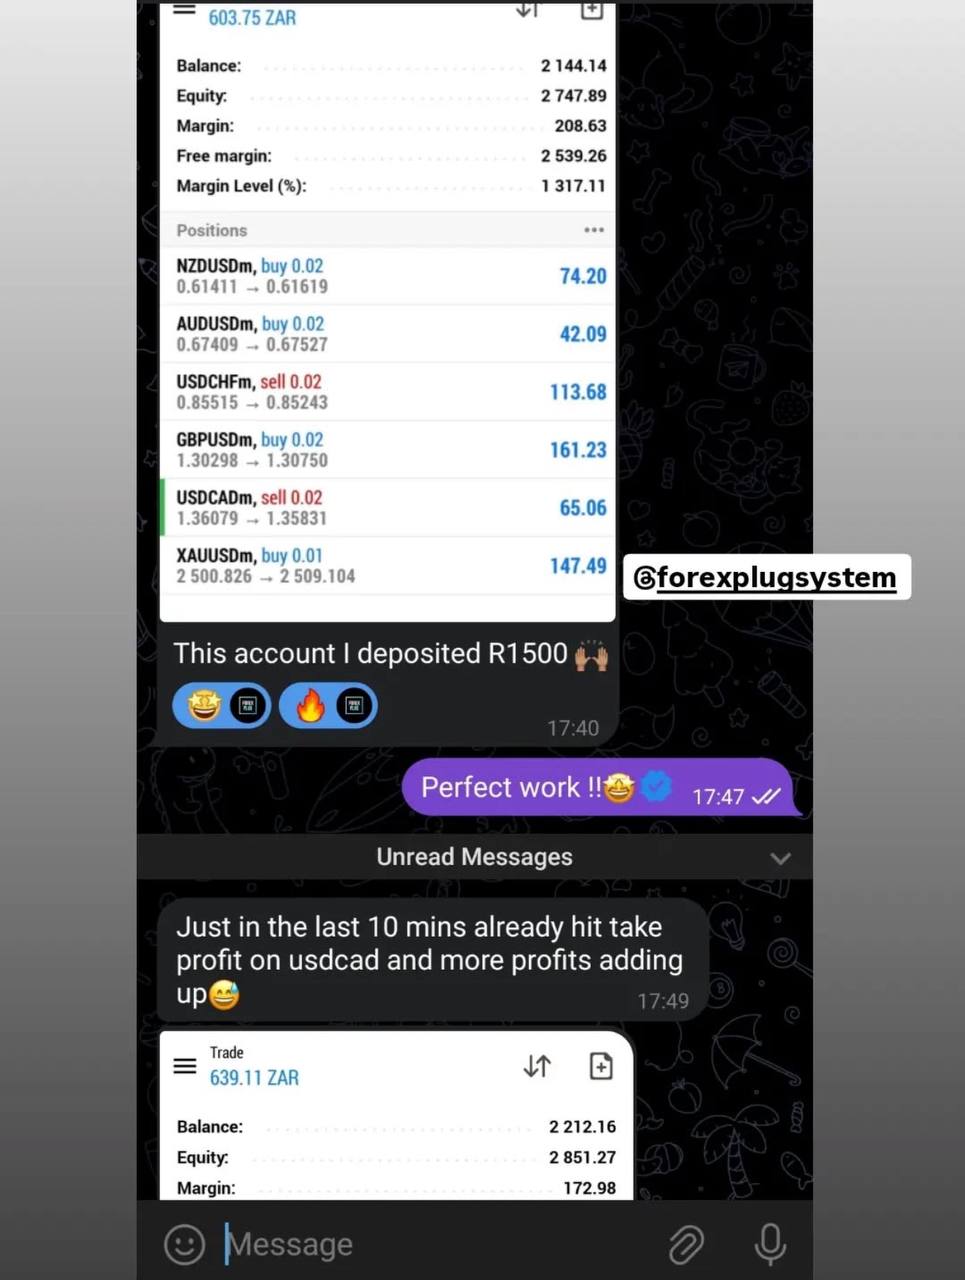 603.75 ZAR
Balance: 2 144.14
Equity: 2 747.89
Margin: 208.63
Free margin: 2 539.26
Margin Level (%): 1 317.11
Positions
NZDUSDm, buy 0.02
0.61411 → 0.61619
74.20
AUDUSDm, buy 0.02
0.67409 → 0.67527
42.09
USDCHFm, sell 0.02
0.85515 → 0.85243
113.68
GBPUSDm, buy 0.02
1.30298 → 1.30750
161.23
USDCADm, sell 0.02
1.36079 → 1.35831
65.06
XAUUSDm, buy 0.01
2 500.826 → 2 509.104
147.49
@forexplugsystem
This account I deposited R1500 🙌🏽
🤩 FOREX PLUG 🔥 FOREX PLUG
17:40
Perfect work !!🤩 17:47
Unread Messages
Just in the last 10 mins already hit take
profit on usdcad and more profits adding
up😅
17:49
Trade
639.11 ZAR
Balance: 2 212.16
Equity: 2 851.27
Margin: 172.98
Message